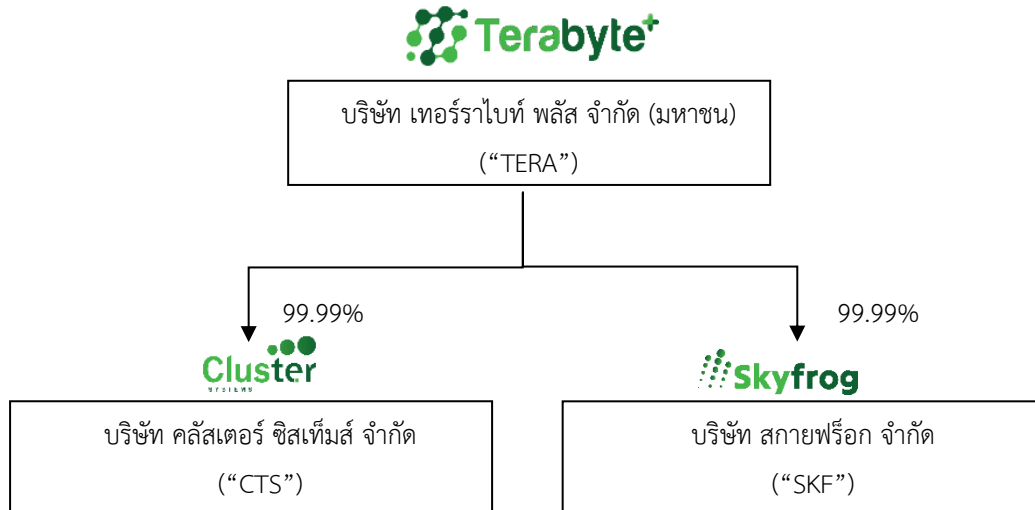 Terabyte+
บริษัท เทอร์ราไบท์ พลัส จำกัด (มหาชน)
(“TERA”)
99.99%
99.99%
Cluster
SYSTEMS
Skyfrog
บริษัท คลัสเตอร์ ซิสเท็มส์ จำกัด
(“CTS”)
บริษัท สกายฟร็อก จำกัด
(“SKF”)